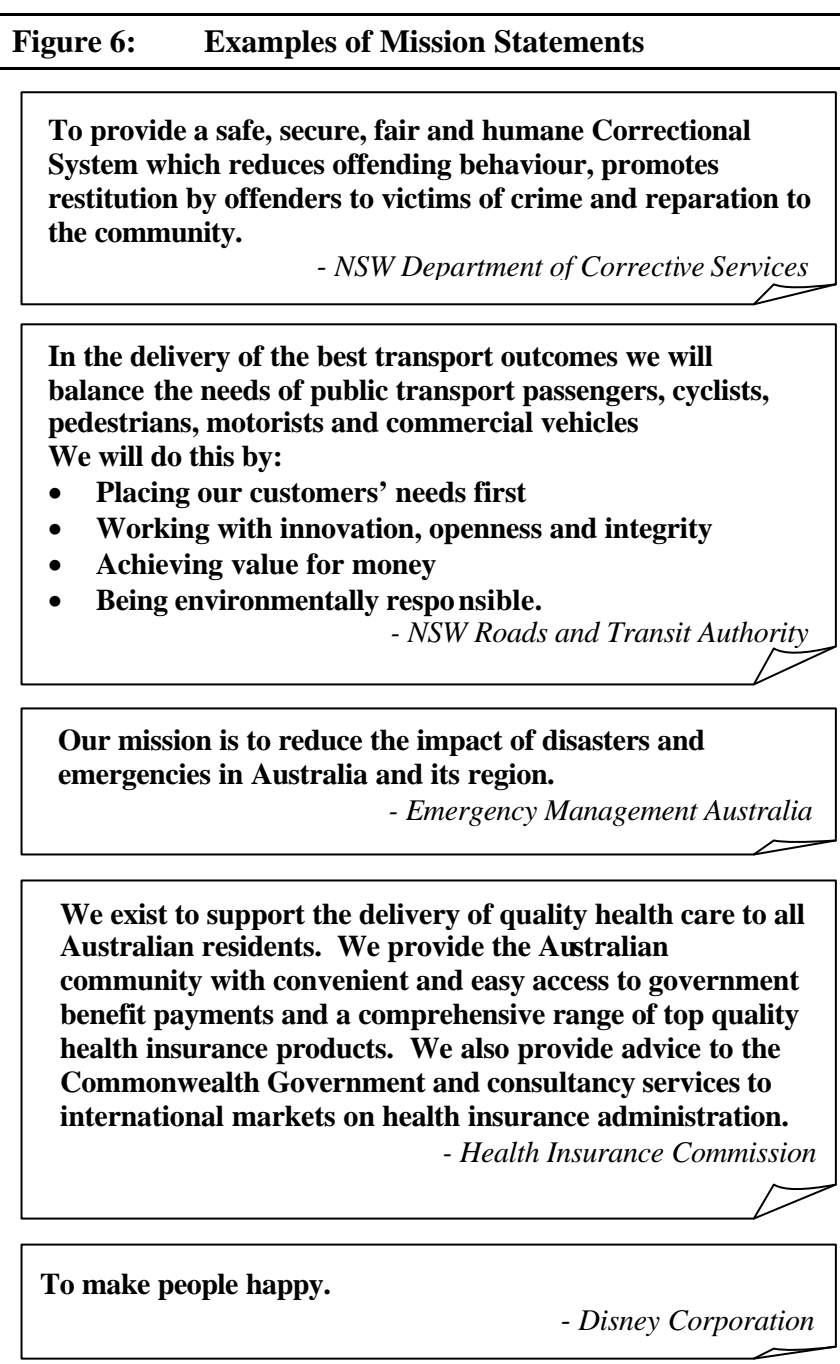 Figure 6: Examples of Mission Statements
To provide a safe, secure, fair and humane Correctional
System which reduces offending behaviour, promotes
restitution by offenders to victims of crime and reparation to
the community.
- NSW Department of Corrective Services
In the delivery of the best transport outcomes we will
balance the needs of public transport passengers, cyclists,
pedestrians, motorists and commercial vehicles
We will do this by:
• Placing our customers’ needs first
• Working with innovation, openness and integrity
• Achieving value for money
• Being environmentally responsible.
- NSW Roads and Transit Authority
Our mission is to reduce the impact of disasters and
emergencies in Australia and its region.
- Emergency Management Australia
We exist to support the delivery of quality health care to all
Australian residents. We provide the Australian
community with convenient and easy access to government
benefit payments and a comprehensive range of top quality
health insurance products. We also provide advice to the
Commonwealth Government and consultancy services to
international markets on health insurance administration.
- Health Insurance Commission
To make people happy.
- Disney Corporation